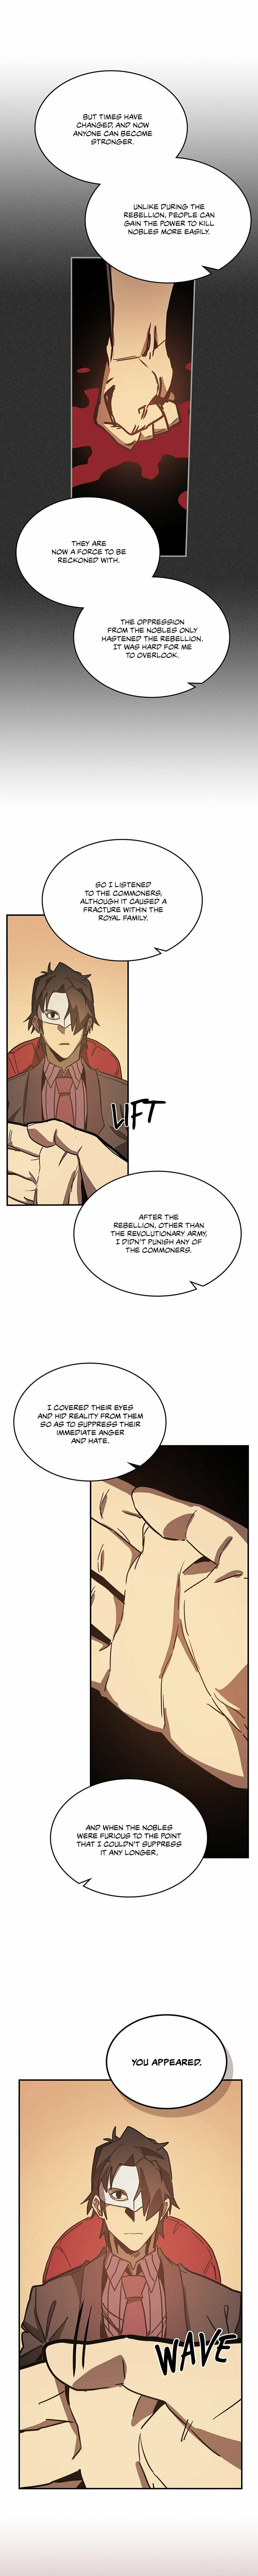 BUT TIMES HAVE
CHANGED, AND NOW
ANYONE CAN BECOME
STRONGER.
UNLIKE DURING THE
REBELLION, PEOPLE CAN
GAIN THE POWER TO KILL
NOBLES MORE EASILY.
THEY ARE
NOW A FORCE TO BE
RECKONED WITH.
THE OPPRESSION
FROM THE NOBLES ONLY
HASTENED THE REBELLION.
IT WAS HARD FOR ME
TO OVERLOOK.
SO I LISTENED
TO THE COMMONERS,
ALTHOUGH IT CAUSED A
FRACTURE WITHIN THE
ROYAL FAMILY.
LIFT
AFTER THE
REBELLION, OTHER THAN
THE REVOLUTIONARY ARMY,
I DIDN'T PUNISH ANY OF
THE COMMONERS.
I COVERED THEIR EYES
AND HID REALITY FROM THEM
SO AS TO SUPPRESS THEIR
IMMEDIATE ANGER
AND HATE.
AND WHEN THE NOBLES
WERE FURIOUS TO THE POINT
THAT I COULDN'T SUPPRESS
IT ANY LONGER,
YOU APPEARED.
WAVE